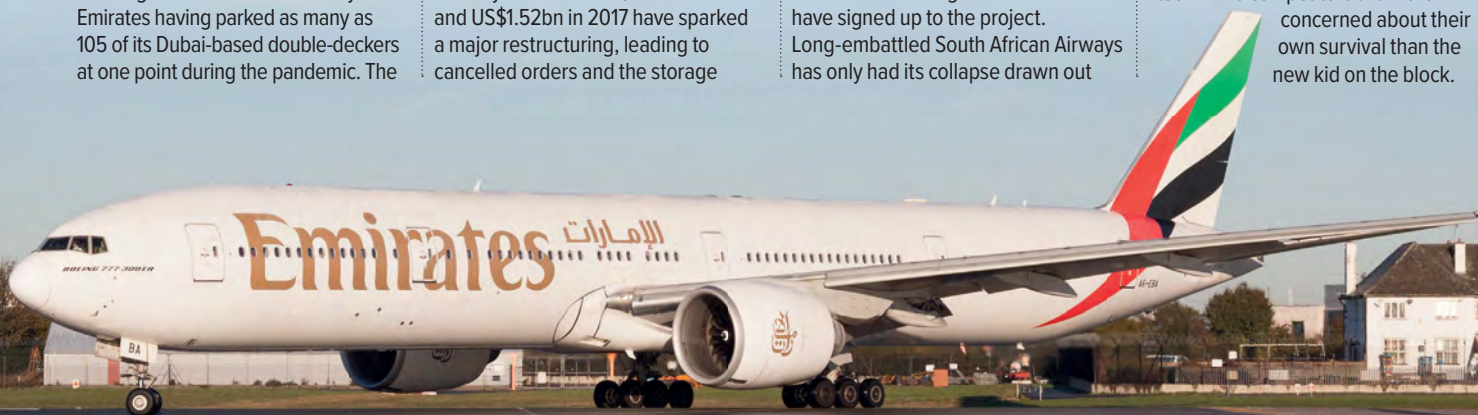 Emirates having parked as many as
105 of its Dubai-based double-deckers
at one point during the pandemic. The
and US$1.52bn in 2017 have sparked
a major restructuring, leading to
cancelled orders and the storage
have signed up to the project.
Long-embattled South African Airways
has only had its collapse drawn out
concerned about their
own survival than the
new kid on the block.
Emirates
الإمارات
BOEING 777-300ER
A6-EBA
BA